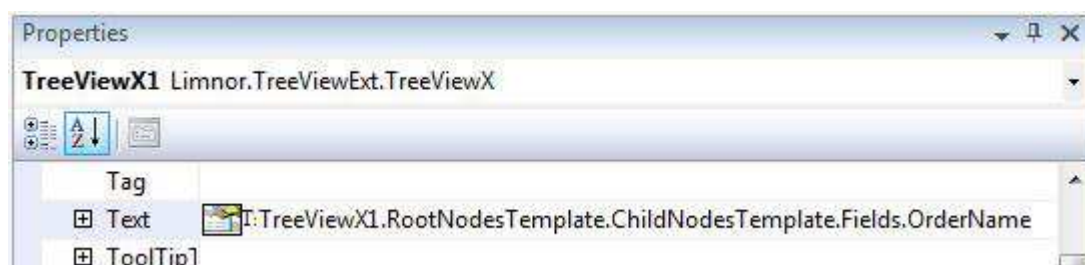 Properties
TreeViewX1 Limnor.TreeViewExt.TreeViewX
A
Z
Tag
Text T:TreeViewX1.RootNodesTemplate.ChildNodesTemplate.Fields.OrderName